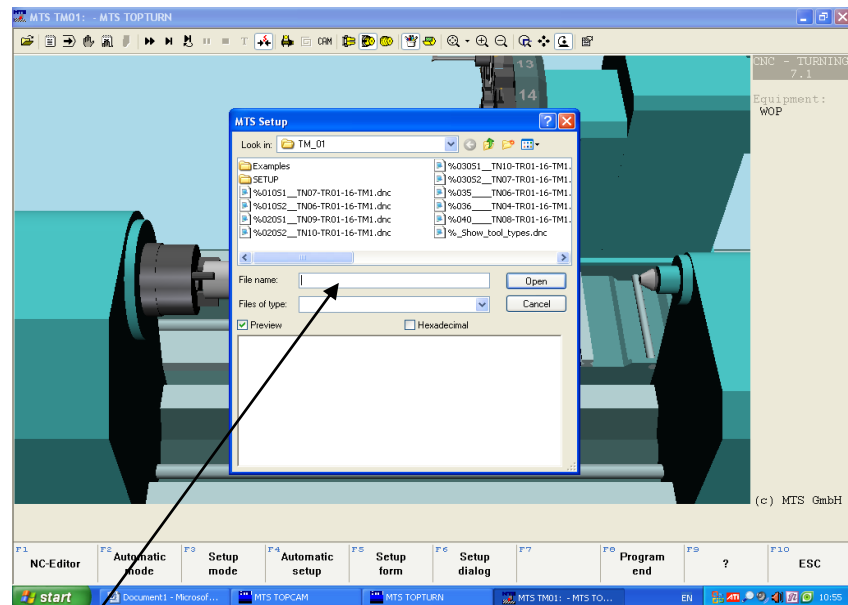 MTS TM01: - MTS TOPTURN
T CAM
13
14
CNC - TURNING
7.1
Equipment:
WOP
MTS Setup
Look in: TM_01
Examples
SETUP
%010S1__TN07-TR01-16-TM1.dnc
%010S2__TN06-TR01-16-TM1.dnc
%020S1__TN09-TR01-16-TM1.dnc
%020S2__TN10-TR01-16-TM1.dnc
%030S1__TN10-TR01-16-TM1.
%030S2__TN07-TR01-16-TM1.
%035____TN06-TR01-16-TM1.
%036____TN04-TR01-16-TM1.
%040____TN08-TR01-16-TM1.
%_Show_tool_types.dnc
File name: Open
Files of type: Cancel
Preview Hexadecimal
(c) MTS GmbH
F1 NC-Editor
F2 Automatic mode
F3 Setup mode
F4 Automatic setup
F5 Setup form
F6 Setup dialog
F7
F8 Program end
F9 ?
F10 ESC
start Document1 - Microsof... MTS TOPCAM MTS TOPTURN MTS TM01: - MTS TO... EN 10:55